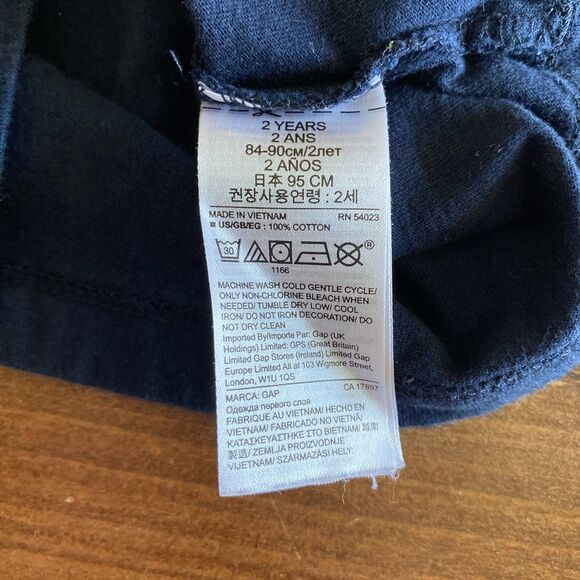 2 YEARS
2 ANS
84-90см/2лет
2 AÑOS
日本 95 CM
권장사용연령 : 2세
MADE IN VIETNAM RN 54023
US/GB/EG : 100% COTTON
30
1166
MACHINE WASH COLD GENTLE CYCLE/
ONLY NON-CHLORINE BLEACH WHEN
NEEDED/ TUMBLE DRY LOW/ COOL
IRON/ DO NOT IRON DECORATION/ DO
NOT DRY CLEAN
Imported By/Importe Par: Gap (UK
Holdings) Limited: GPS (Great Britain)
Limited Gap Stores (Ireland) Limited Gap
Europe Limited All at 103 Wigmore Street,
London, W1U 1QS
MARCA: GAP CA 17897
Одежда первого слоя
FABRIQUE AU VIETNAM/ HECHO EN
VIETNAM/ FABRICADO NO VIETNÃ/
ΚΑΤΑΣΚΕΥΑΣΤΗΚΕ ΣΤΟ ΒΙΕΤΝΑΜ/ 越南
製造/ ZEMLJA PROIZVODNJE
VIJETNAM/ SZÁRMAZÁSI HELY: